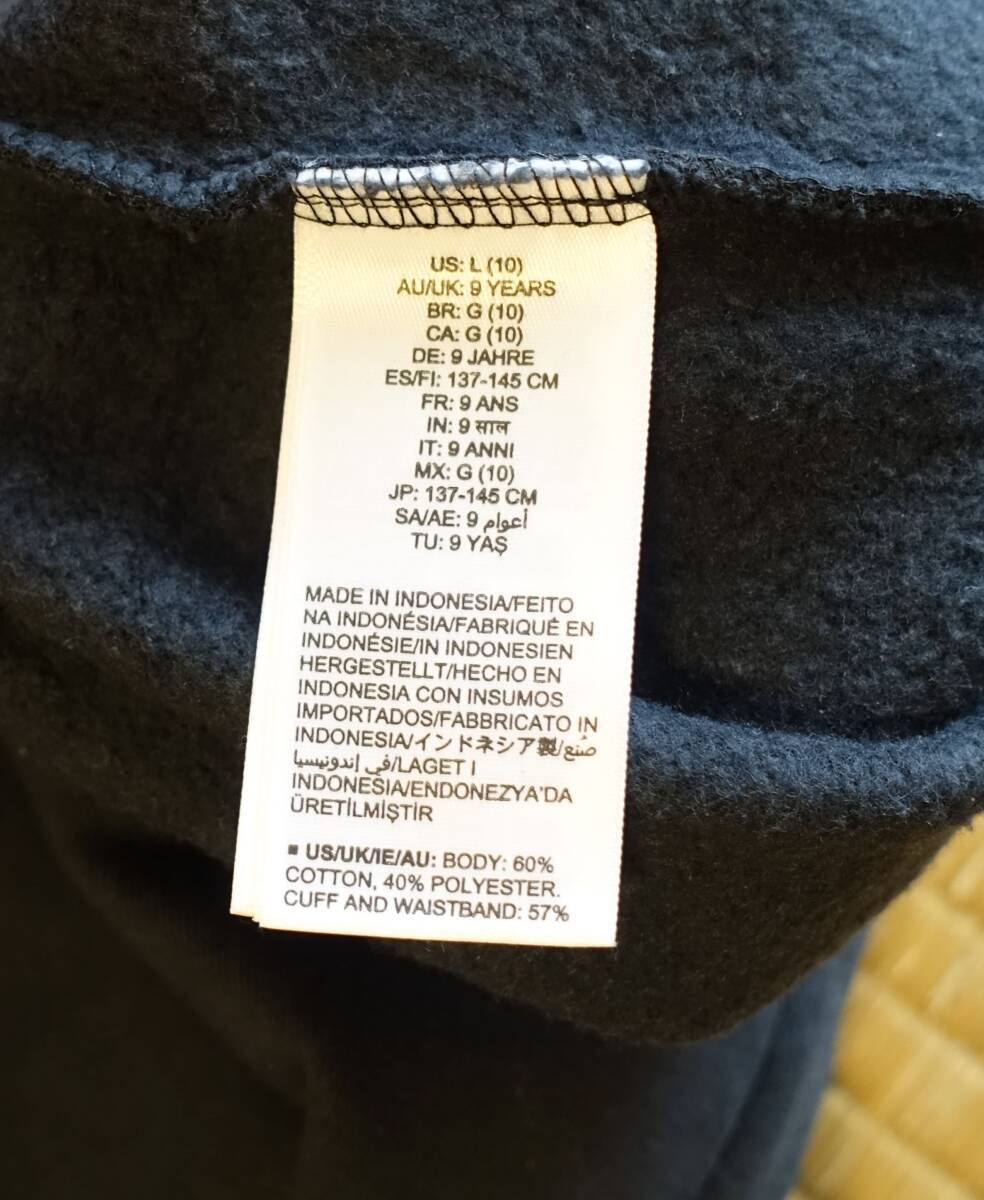 US: L (10)
AU/UK: 9 YEARS
BR: G (10)
CA: G (10)
DE: 9 JAHRE
ES/FI: 137-145 CM
FR: 9 ANS
IN: 9 साल
IT: 9 ANNI
MX: G (10)
JP: 137-145 CM
SA/AE: 9 أعوام
TU: 9 YAŞ
MADE IN INDONESIA/FEITO
NA INDONÉSIA/FABRIQUÉ EN
INDONÉSIE/IN INDONESIEN
HERGESTELLT/HECHO EN
INDONESIA CON INSUMOS
IMPORTADOS/FABBRICATO IN
INDONESIA/インドネシア製/صُنع
في إندونيسيا/LAGET I
INDONESIA/ENDONEZYA'DA
ÜRETİLMİŞTİR
▪ US/UK/IE/AU: BODY: 60%
COTTON, 40% POLYESTER.
CUFF AND WAISTBAND: 57%